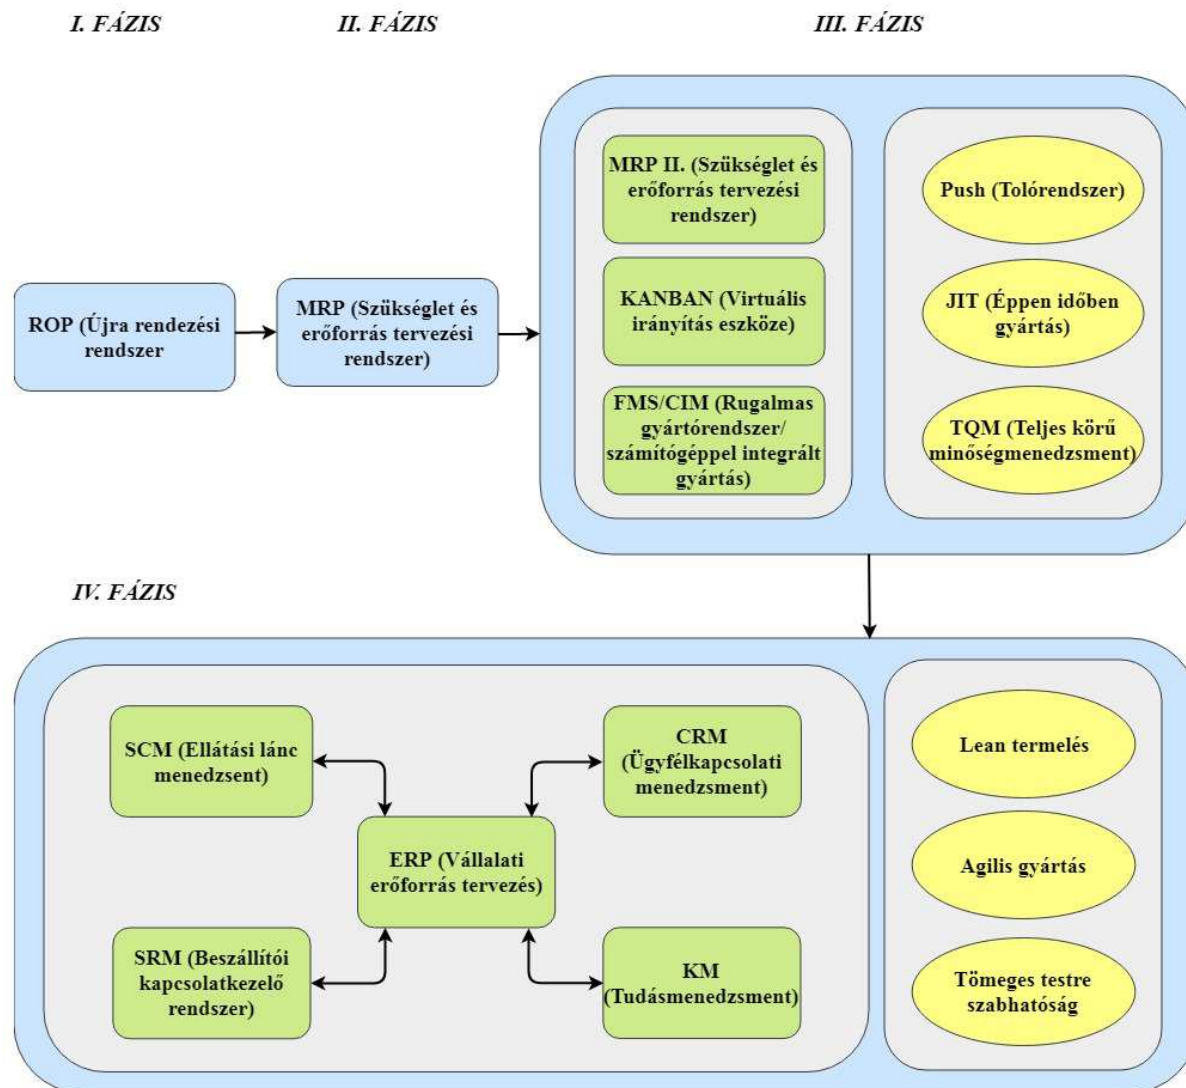 I. FÁZIS
II. FÁZIS
III. FÁZIS
ROP (Újra rendezési
rendszer
MRP (Szükséglet és
erőforrás tervezési
rendszer)
MRP II. (Szükséglet és
erőforrás tervezési
rendszer)
KANBAN (Virtuális
irányítás eszköze)
FMS/CIM (Rugalmas
gyártórendszer/
számítógéppel integrált
gyártás)
Push (Tolórendszer)
JIT (Éppen időben
gyártás)
TQM (Teljes körű
minőségmenedzsment)
IV. FÁZIS
SCM (Ellátási lánc
menedzsent)
CRM
(Ügyfélkapcsolati
menedzsment)
ERP (Vállalati
erőforrás tervezés)
SRM (Beszállítói
kapcsolatkezelő
rendszer)
KM
(Tudásmenedzsment)
Lean termelés
Agilis gyártás
Tömeges testre
szabhatóság